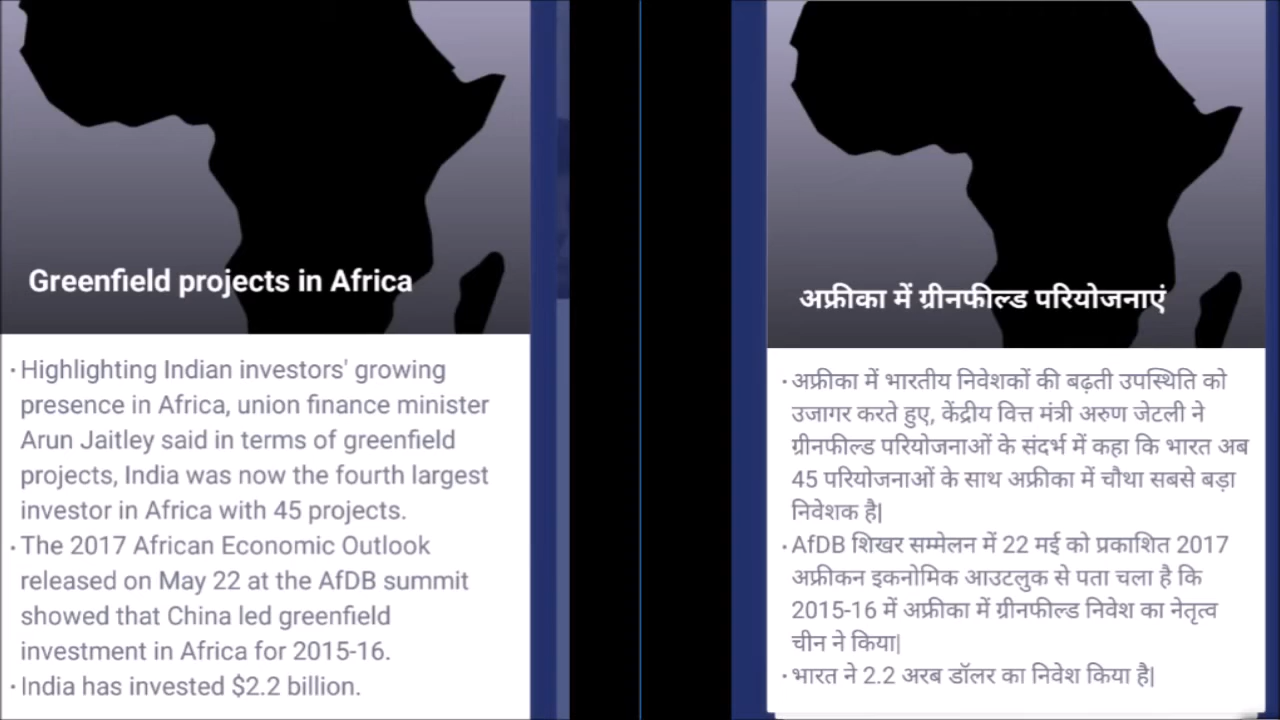 Greenfield projects in Africa
· Highlighting Indian investors' growing
presence in Africa, union finance minister
Arun Jaitley said in terms of greenfield
projects, India was now the fourth largest
investor in Africa with 45 projects.
· The 2017 African Economic Outlook
released on May 22 at the AfDB summit
showed that China led greenfield
investment in Africa for 2015-16.
· India has invested $2.2 billion.
अफ्रीका में ग्रीनफील्ड परियोजनाएं
· अफ्रीका में भारतीय निवेशकों की बढ़ती उपस्थिति को
उजागर करते हुए, केंद्रीय वित्त मंत्री अरुण जेटली ने
ग्रीनफील्ड परियोजनाओं के संदर्भ में कहा कि भारत अब
45 परियोजनाओं के साथ अफ्रीका में चौथा सबसे बड़ा
निवेशक है|
· AfDB शिखर सम्मेलन में 22 मई को प्रकाशित 2017
अफ्रीकन इकनोमिक आउटलुक से पता चला है कि
2015-16 में अफ्रीका में ग्रीनफील्ड निवेश का नेतृत्व
चीन ने किया|
· भारत ने 2.2 अरब डॉलर का निवेश किया है|